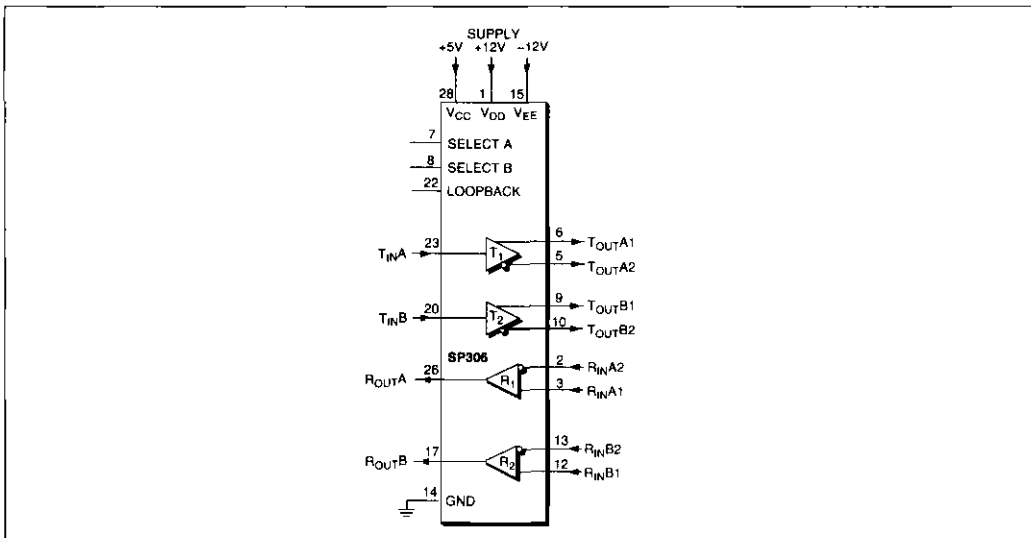 SUPPLY
+5V +12V –12V
28 1 15
VCC VDD VEE
7 SELECT A
8 SELECT B
22 LOOPBACK
6 TOUTA1
TINA 23 T1
5 TOUTA2
9 TOUTB1
TINB 20 T2
10 TOUTB2
SP306
2 RINA2
ROUTA 26 R1
3 RINA1
13 RINB2
ROUTB 17 R2
12 RINB1
14 GND